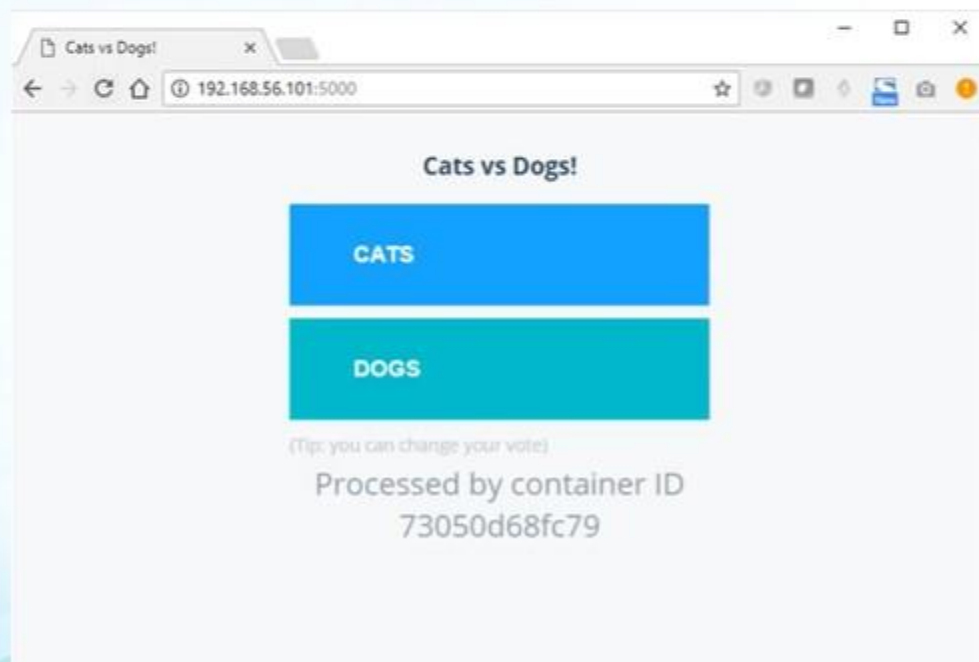 Cats vs Dogs!
192.168.56.101:5000
Cats vs Dogs!
CATS
DOGS
(Tip: you can change your vote)
Processed by container ID
73050d68fc79